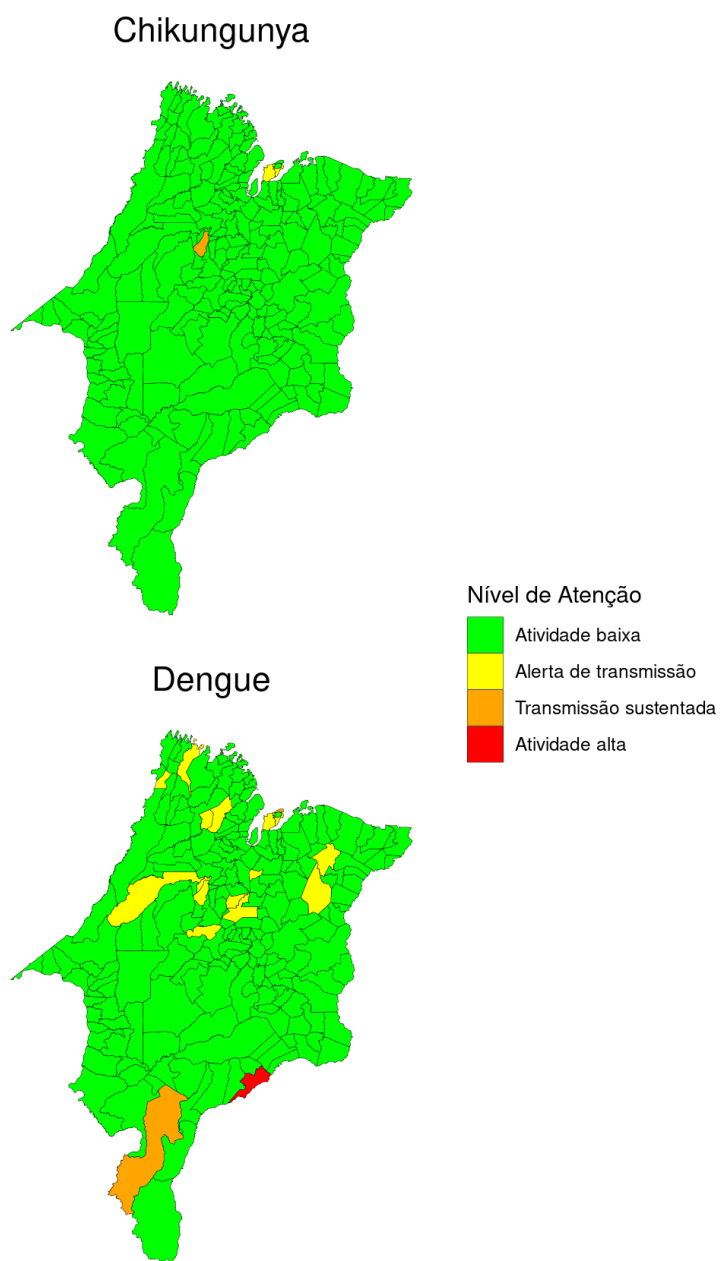 Chikungunya
Nível de Atenção
Atividade baixa
Alerta de transmissão
Transmissão sustentada
Atividade alta
Dengue